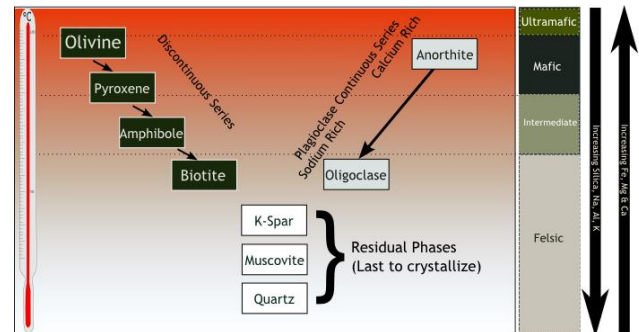 °C
Olivine
Pyroxene
Amphibole
Biotite
Discontinuous Series
Plagioclase Continuous Series
Calcium Rich
Sodium Rich
Anorthite
Oligoclase
K-Spar
Muscovite
Quartz
Residual Phases
(Last to crystallize)
Ultramafic
Mafic
Intermediate
Felsic
Increasing Silica, Na, Al, K
Increasing Fe, Mg & Ca